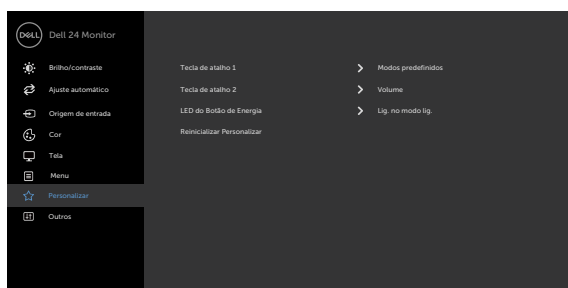 DELL Dell 24 Monitor
Brilho/contraste
Ajuste automático
Origem de entrada
Cor
Tela
Menu
Personalizar
Outros
Tecla de atalho 1 Modos predefinidos
Tecla de atalho 2 Volume
LED do Botão de Energia Lig. no modo lig.
Reinicializar Personalizar